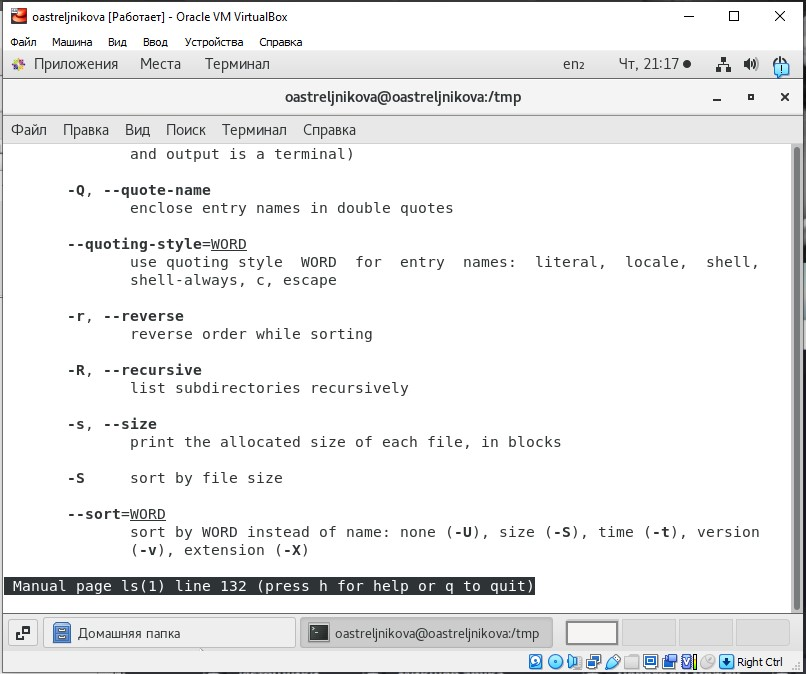 oastreljnikova [Работает] - Oracle VM VirtualBox
Файл Машина Вид Ввод Устройства Справка
Приложения Места Терминал en₂ Чт, 21:17
oastreljnikova@oastreljnikova:/tmp
Файл Правка Вид Поиск Терминал Справка
and output is a terminal)
-Q, --quote-name
enclose entry names in double quotes
--quoting-style=WORD
use quoting style WORD for entry names: literal, locale, shell,
shell-always, c, escape
-r, --reverse
reverse order while sorting
-R, --recursive
list subdirectories recursively
-s, --size
print the allocated size of each file, in blocks
-S sort by file size
--sort=WORD
sort by WORD instead of name: none (-U), size (-S), time (-t), version
(-v), extension (-X)
Manual page ls(1) line 132 (press h for help or q to quit)
Домашняя папка oastreljnikova@oastreljnikova:/tmp
Right Ctrl